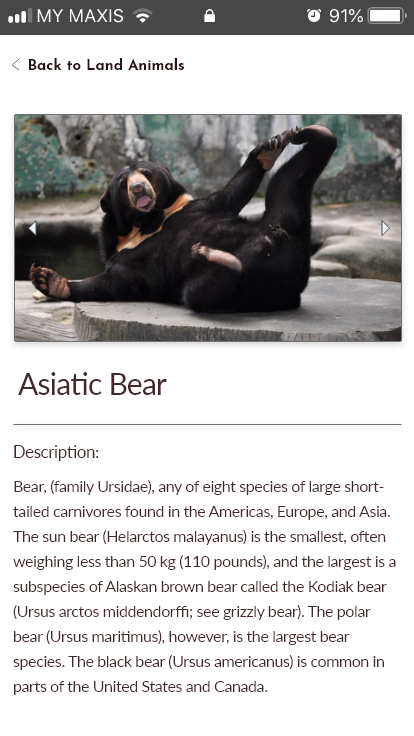 MY MAXIS 91%
Back to Land Animals
Asiatic Bear
Description:
Bear, (family Ursidae), any of eight species of large short-
tailed carnivores found in the Americas, Europe, and Asia.
The sun bear (Helarctos malayanus) is the smallest, often
weighing less than 50 kg (110 pounds), and the largest is a
subspecies of Alaskan brown bear called the Kodiak bear
(Ursus arctos middendorffi; see grizzly bear). The polar
bear (Ursus maritimus), however, is the largest bear
species. The black bear (Ursus americanus) is common in
parts of the United States and Canada.